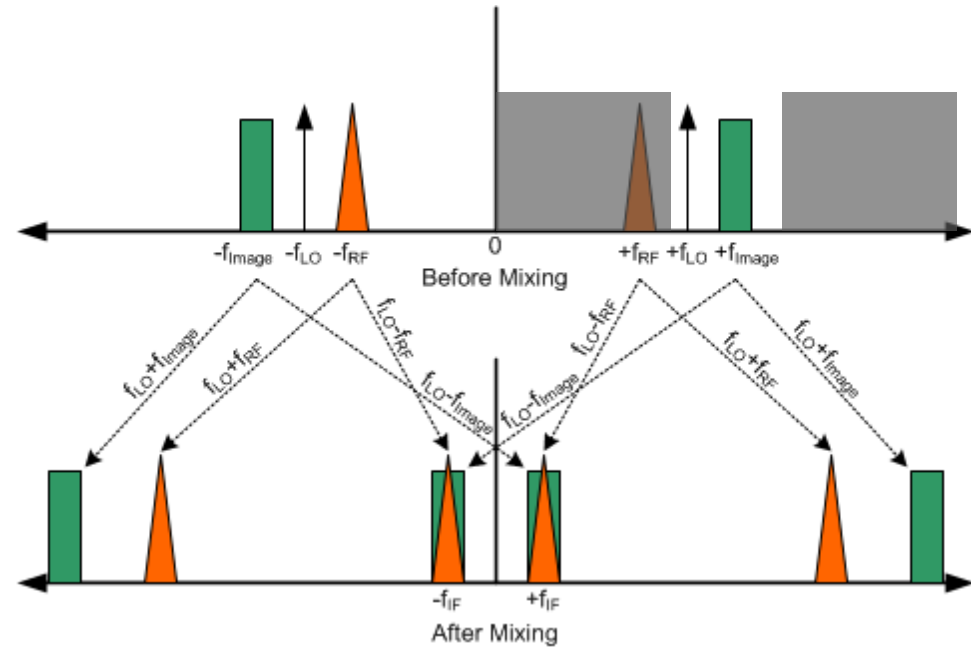 0
-fImage -fLO -fRF +fRF +fLO +fImage
Before Mixing
fLO+fImage
fLO+fRF
fLO-fRF
fLO-fImage
fLO-fImage
fLO-fRF
fLO+fRF
fLO+fImage
-fIF +fIF
After Mixing